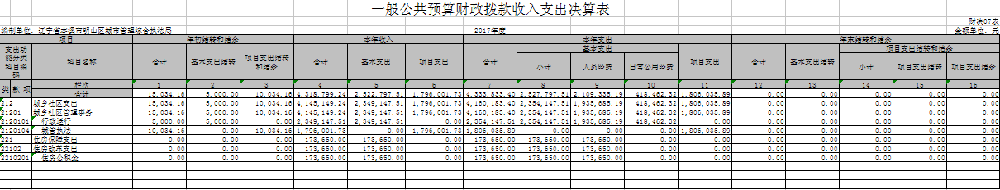 一般公共预算财政拨款收入支出决算表
财决07表
编制单位：辽宁省本溪市明山区城市管理综合执法局 2017年度 金额单位：元
项目 年初结转和结余 本年收入 本年支出 年末结转和结余
支出功能分类科目编码 科目名称 合计 基本支出结转 项目支出结转和结余 合计 基本支出 项目支出 合计 基本支出 项目支出 合计 基本支出结转 项目支出结转和结余
小计 人员经费 日常公用经费 小计 项目支出结转 项目支出结余
类 款 项 栏次 1 2 3 4 5 6 7 8 9 10 11 12 13 14 15 16
合计 15,034.16 5,000.00 10,034.16 4,318,799.24 2,522,797.51 1,796,001.73 4,333,833.40 2,527,797.51 2,109,335.19 418,462.32 1,806,035.89 0.00 0.00 0.00 0.00 0.00
212 城乡社区支出 15,034.16 5,000.00 10,034.16 4,145,149.24 2,349,147.51 1,796,001.73 4,160,183.40 2,354,147.51 1,935,685.19 418,462.32 1,806,035.89 0.00 0.00 0.00 0.00 0.00
21201 城乡社区管理事务 15,034.16 5,000.00 10,034.16 4,145,149.24 2,349,147.51 1,796,001.73 4,160,183.40 2,354,147.51 1,935,685.19 418,462.32 1,806,035.89 0.00 0.00 0.00 0.00 0.00
2120101 行政运行 5,000.00 5,000.00 0.00 2,349,147.51 2,349,147.51 0.00 2,354,147.51 2,354,147.51 1,935,685.19 418,462.32 0.00 0.00 0.00 0.00 0.00 0.00
2120104 城管执法 10,034.16 0.00 10,034.16 1,796,001.73 0.00 1,796,001.73 1,806,035.89 0.00 0.00 0.00 1,806,035.89 0.00 0.00 0.00 0.00 0.00
221 住房保障支出 0.00 0.00 0.00 173,650.00 173,650.00 0.00 173,650.00 173,650.00 173,650.00 0.00 0.00 0.00 0.00 0.00 0.00 0.00
22102 住房改革支出 0.00 0.00 0.00 173,650.00 173,650.00 0.00 173,650.00 173,650.00 173,650.00 0.00 0.00 0.00 0.00 0.00 0.00 0.00
2210201 住房公积金 0.00 0.00 0.00 173,650.00 173,650.00 0.00 173,650.00 173,650.00 173,650.00 0.00 0.00 0.00 0.00 0.00 0.00 0.00